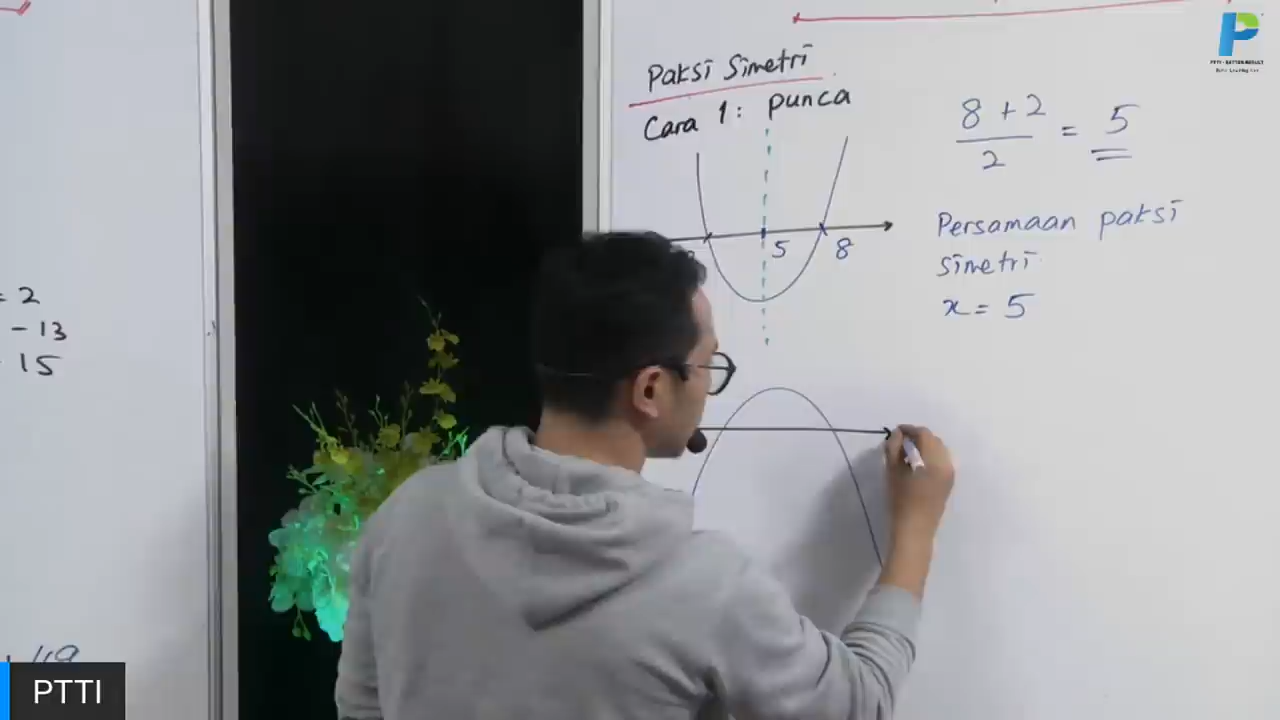 = 2
- 13
15
PTTI
Paksi Simetri
Cara 1: punca
5
8
8 + 2
2
= 5
Persamaan paksi
simetri
x = 5
P